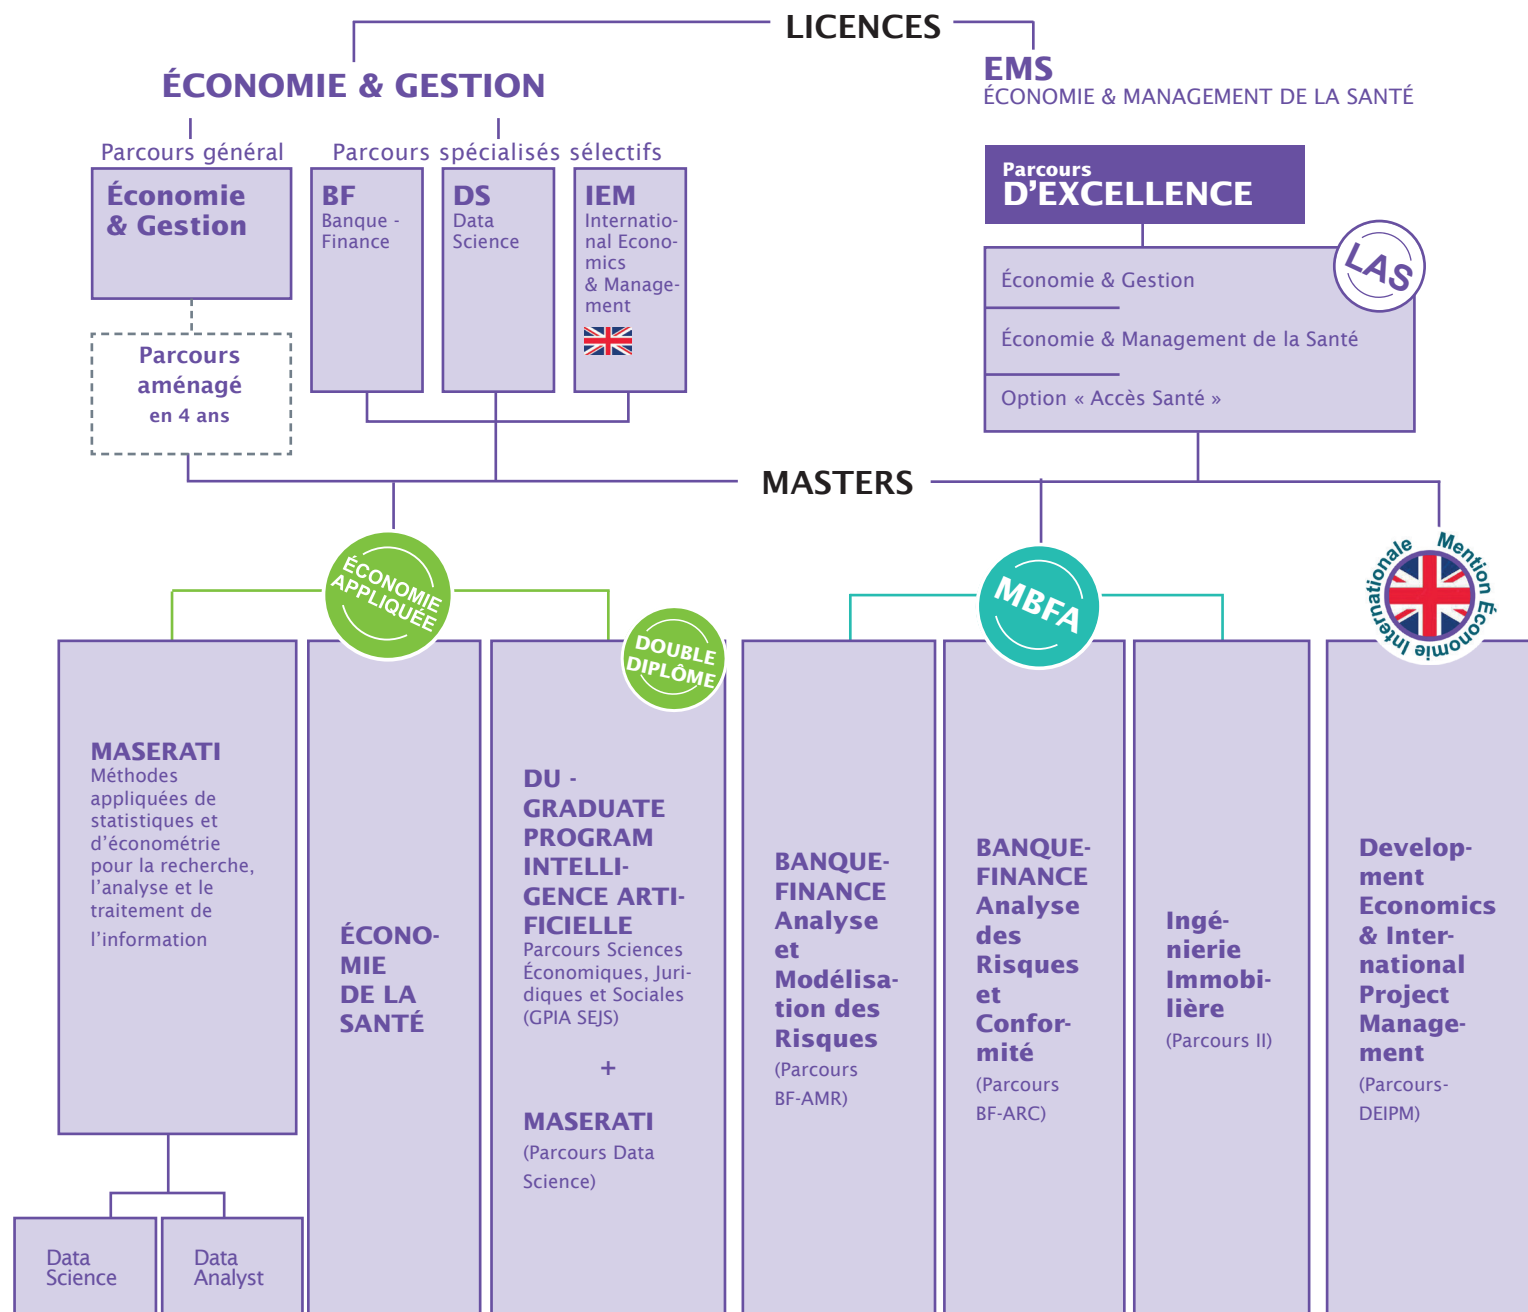 LICENCES
ÉCONOMIE & GESTION
EMS
ÉCONOMIE & MANAGEMENT DE LA SANTÉ
Parcours général
Parcours spécialisés sélectifs
Économie
& Gestion
BF
Banque -
Finance
DS
Data
Science
IEM
Internatio-
nal Econo-
mics
& Manage-
ment
Parcours
aménagé
en 4 ans
Parcours
D'EXCELLENCE
LAS
Économie & Gestion
Économie & Management de la Santé
Option « Accès Santé »
MASTERS
ÉCONOMIE
APPLIQUÉE
DOUBLE
DIPLÔME
MBFA
Mention Économie Internationale
MASERATI
Méthodes
appliquées de
statistiques et
d'économétrie
pour la recherche,
l'analyse et le
traitement de
l'information
Data
Science
Data
Analyst
ÉCONO-
MIE
DE LA
SANTÉ
DU -
GRADUATE
PROGRAM
INTELLI-
GENCE ARTI-
FICIELLE
Parcours Sciences
Économiques, Juri-
diques et Sociales
(GPIA SEJS)
+
MASERATI
(Parcours Data
Science)
BANQUE-
FINANCE
Analyse
et
Modélisa-
tion des
Risques
(Parcours
BF-AMR)
BANQUE-
FINANCE
Analyse
des
Risques
et
Confor-
mité
(Parcours
BF-ARC)
Ingé-
nierie
Immobi-
lière
(Parcours II)
Develop-
ment
Economics
& Inter-
national
Project
Manage-
ment
(Parcours-
DEIPM)